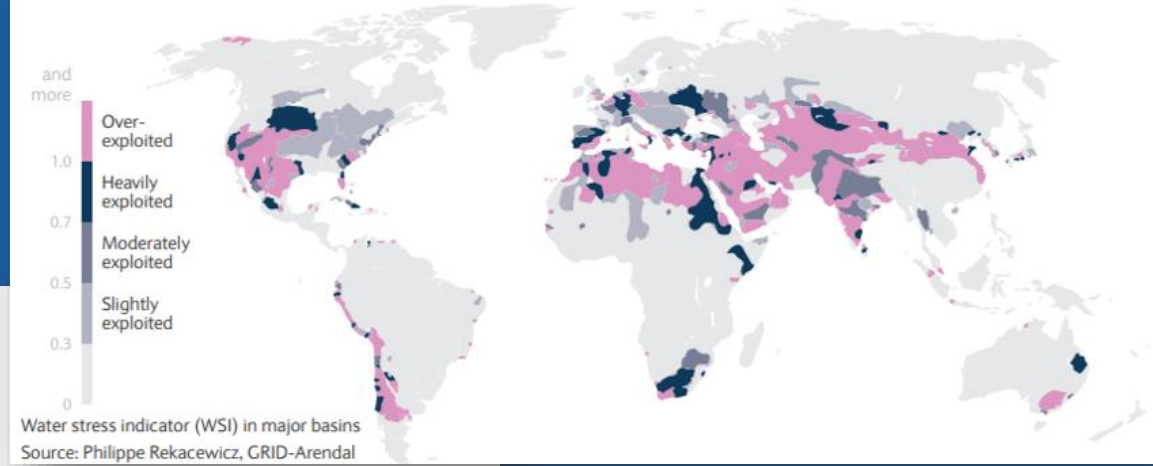 and
more
Over-
exploited
1.0
Heavily
exploited
0.7
Moderately
exploited
0.5
Slightly
exploited
0.3
0
Water stress indicator (WSI) in major basins
Source: Philippe Rekacewicz, GRID-Arendal